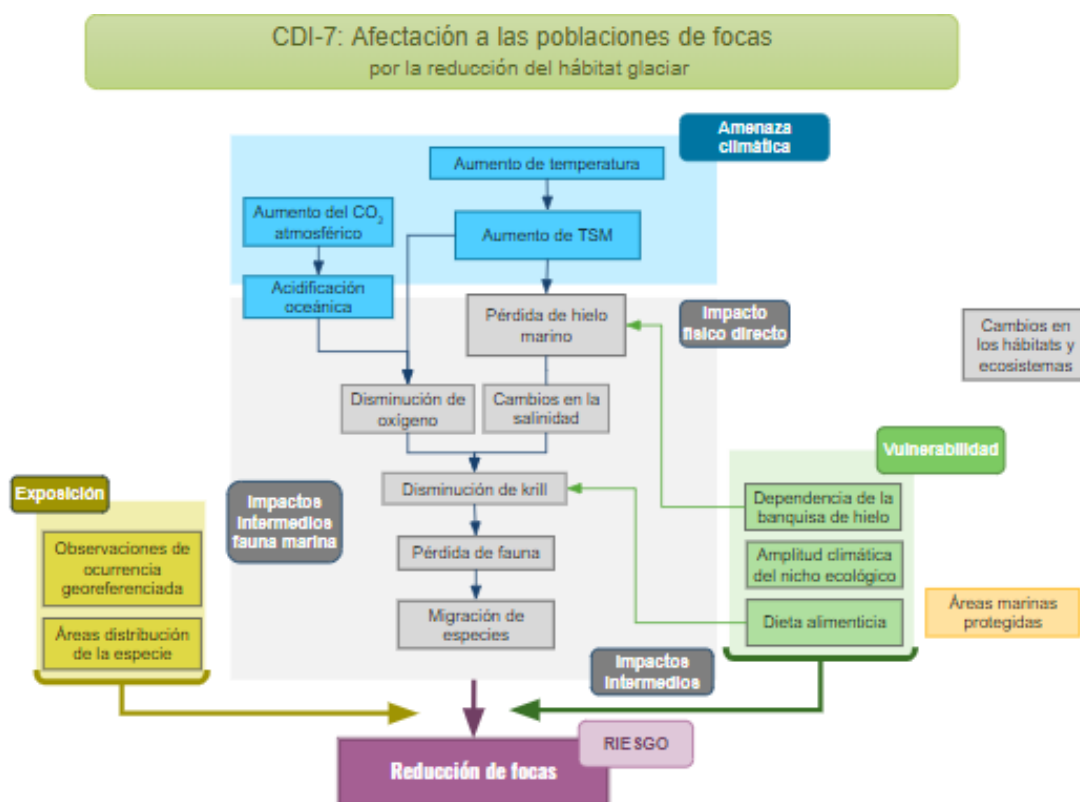 CDI-7: Afectación a las poblaciones de focas
por la reducción del hábitat glaciar
Amenaza
climática
Aumento de temperatura
Aumento del CO₂
atmosférico
Aumento de TSM
Acidificación
oceánica
Pérdida de hielo
marino
Impacto
físico directo
Cambios en
los hábitats y
ecosistemas
Disminución de
oxígeno
Cambios en la
salinidad
Vulnerabilidad
Exposición
Impactos
intermedios
fauna marina
Disminución de krill
Dependencia de la
banquisa de hielo
Observaciones de
ocurrencia
georeferenciada
Pérdida de fauna
Amplitud climática
del nicho ecológico
Áreas distribución
de la especie
Migración de
especies
Dieta alimenticia
Áreas marinas
protegidas
Impactos
intermedios
RIESGO
Reducción de focas